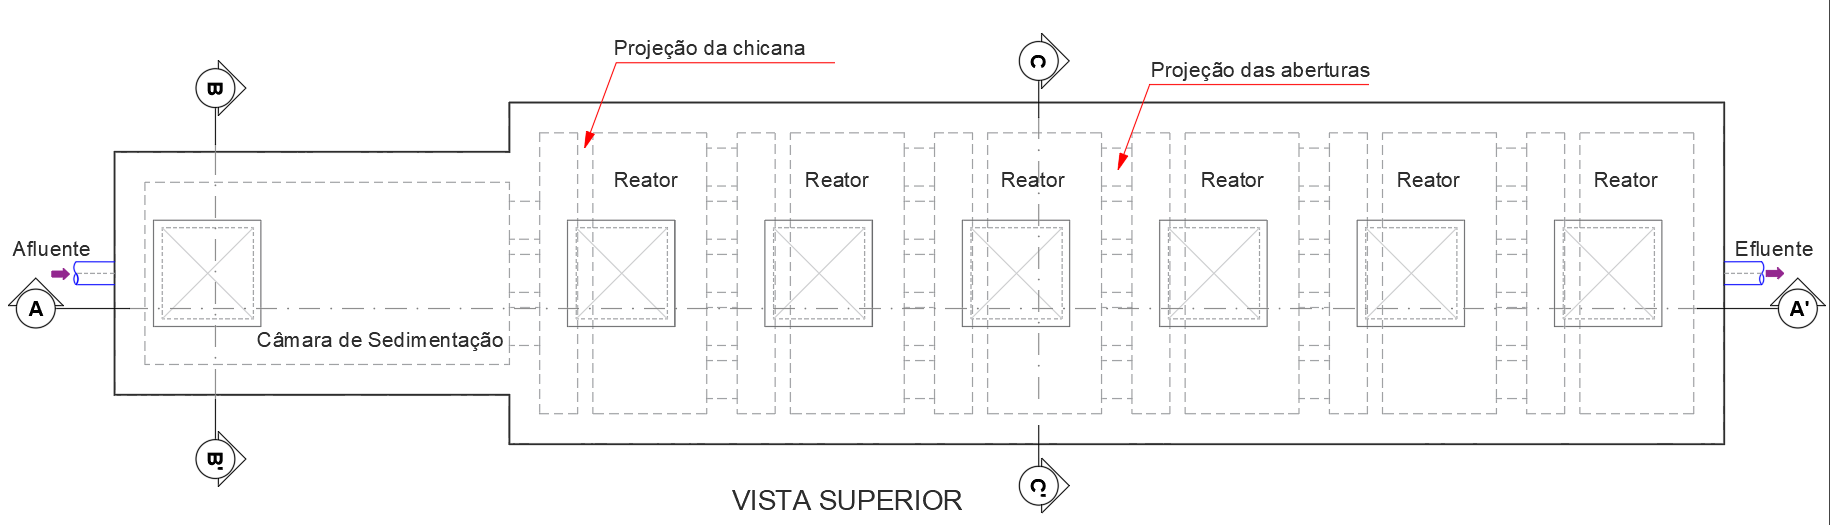 Projeção da chicana
C
Projeção das aberturas
B
Reator
Reator
Reator
Reator
Reator
Reator
Afluente
Efluente
A
A'
Câmara de Sedimentação
B'
C'
VISTA SUPERIOR